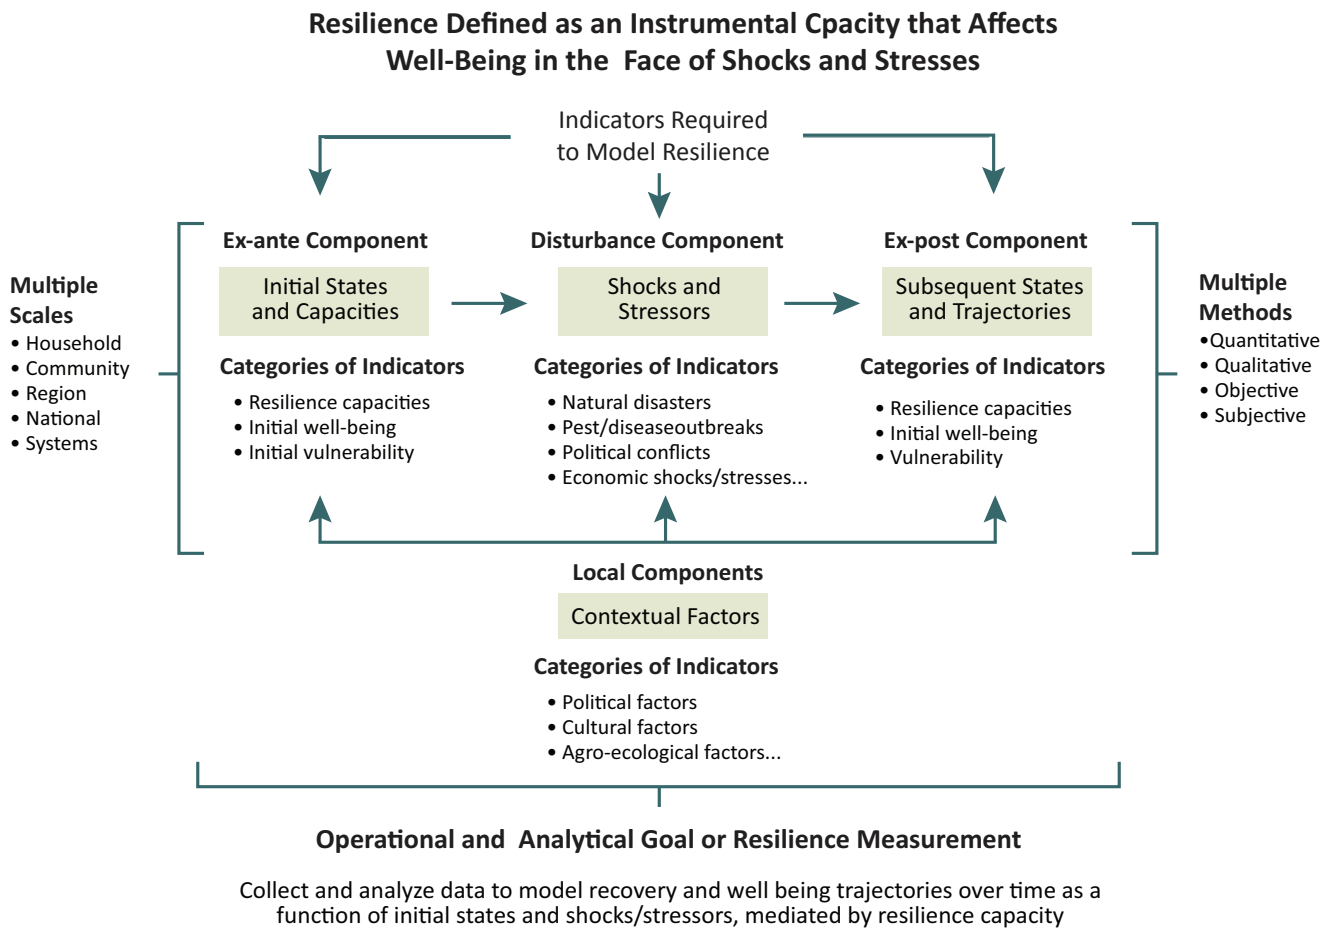 Resilience Defined as an Instrumental Cpacity that Affects
Well-Being in the Face of Shocks and Stresses
Indicators Required
to Model Resilience
Multiple
Scales
• Household
• Community
• Region
• National
• Systems
Ex-ante Component
Initial States
and Capacities
Categories of Indicators
• Resilience capacities
• Initial well-being
• Initial vulnerability
Disturbance Component
Shocks and
Stressors
Categories of Indicators
• Natural disasters
• Pest/diseaseoutbreaks
• Political conflicts
• Economic shocks/stresses...
Ex-post Component
Subsequent States
and Trajectories
Categories of Indicators
• Resilience capacities
• Initial well-being
• Vulnerability
Multiple
Methods
•Quantitative
• Qualitative
• Objective
• Subjective
Local Components
Contextual Factors
Categories of Indicators
• Political factors
• Cultural factors
• Agro-ecological factors...
Operational and Analytical Goal or Resilience Measurement
Collect and analyze data to model recovery and well being trajectories over time as a
function of initial states and shocks/stressors, mediated by resilience capacity